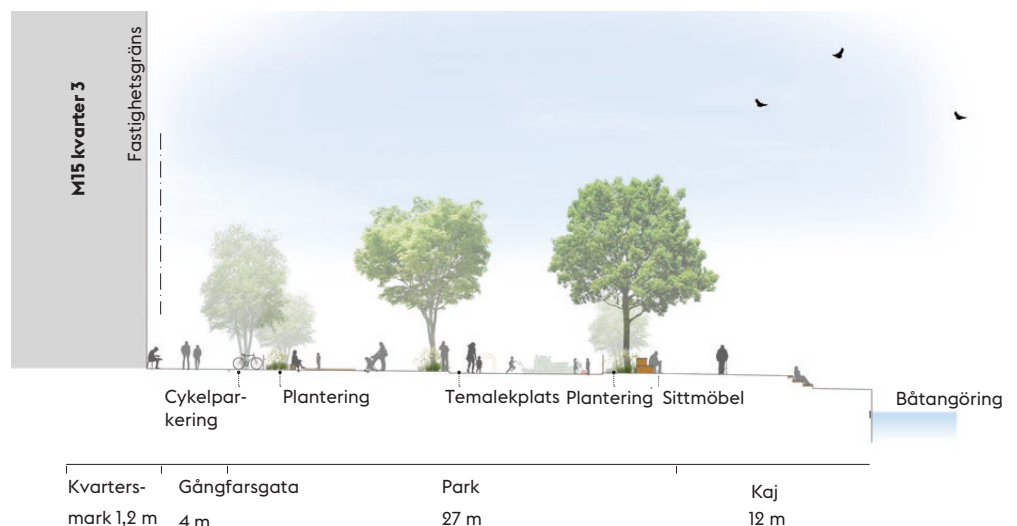 M15 kvarter 3
Fastighetsgräns
Cykelpar-
kering
Plantering
Temalekplats
Plantering
Sittmöbel
Båtangöring
Kvarters-
mark 1,2 m
Gångfarsgata
4 m
Park
27 m
Kaj
12 m